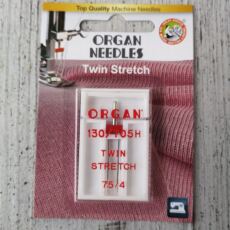 Top Quality Machine Needles
ORGAN
NEEDLES
Twin Stretch
ORGAN
130/705H
TWIN
STRETCH
75/4